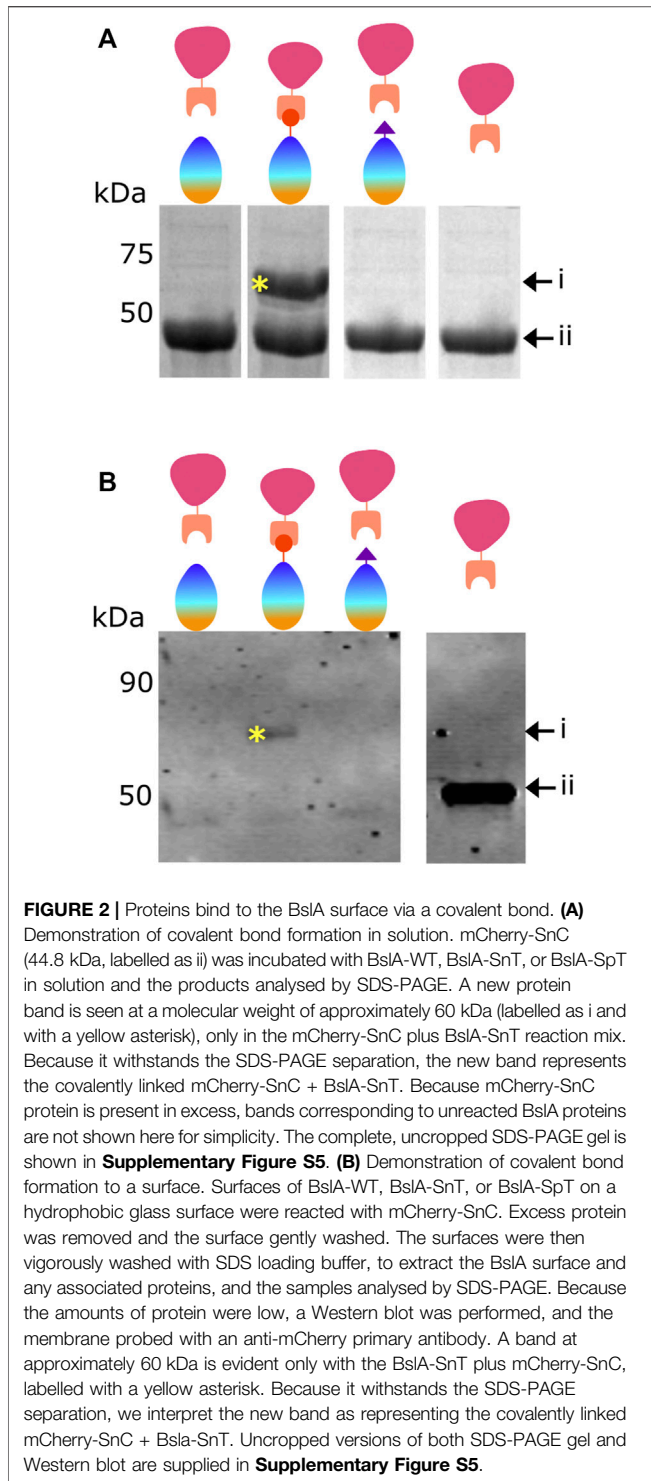 A
kDa
75
50
* 
i
ii
B
kDa
90
50
*
i
ii
FIGURE 2 | Proteins bind to the BslA surface via a covalent bond. (A)
Demonstration of covalent bond formation in solution. mCherry-SnC
(44.8 kDa, labelled as ii) was incubated with BslA-WT, BslA-SnT, or BslA-SpT
in solution and the products analysed by SDS-PAGE. A new protein
band is seen at a molecular weight of approximately 60 kDa (labelled as i and
with a yellow asterisk), only in the mCherry-SnC plus BslA-SnT reaction mix.
Because it withstands the SDS-PAGE separation, the new band represents
the covalently linked mCherry-SnC + BslA-SnT. Because mCherry-SnC
protein is present in excess, bands corresponding to unreacted BslA proteins
are not shown here for simplicity. The complete, uncropped SDS-PAGE gel is
shown in Supplementary Figure S5. (B) Demonstration of covalent bond
formation to a surface. Surfaces of BslA-WT, BslA-SnT, or BslA-SpT on a
hydrophobic glass surface were reacted with mCherry-SnC. Excess protein
was removed and the surface gently washed. The surfaces were then
vigorously washed with SDS loading buffer, to extract the BslA surface and
any associated proteins, and the samples analysed by SDS-PAGE. Because
the amounts of protein were low, a Western blot was performed, and the
membrane probed with an anti-mCherry primary antibody. A band at
approximately 60 kDa is evident only with the BslA-SnT plus mCherry-SnC,
labelled with a yellow asterisk. Because it withstands the SDS-PAGE
separation, we interpret the new band as representing the covalently linked
mCherry-SnC + Bsla-SnT. Uncropped versions of both SDS-PAGE gel and
Western blot are supplied in Supplementary Figure S5.